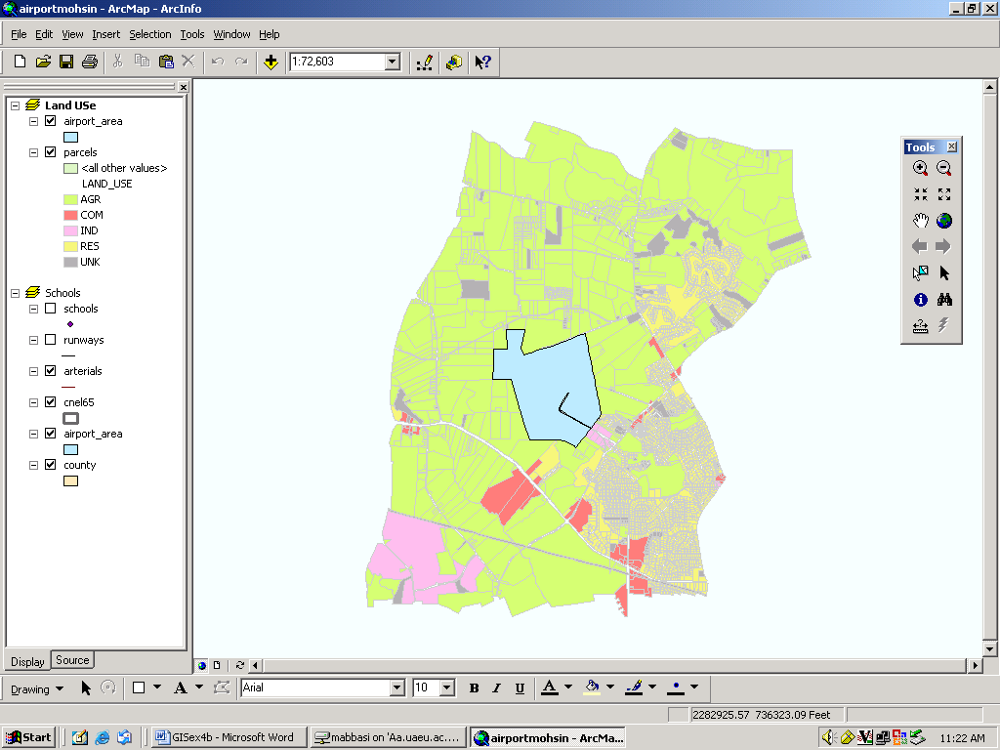 airportmohsin - ArcMap - ArcInfo
File Edit View Insert Selection Tools Window Help
1:72,603
Land USe
airport_area
parcels
<all other values>
LAND_USE
AGR
COM
IND
RES
UNK
Schools
schools
runways
arterials
cnel65
airport_area
county
Tools
Display Source
Drawing A Arial 10 B I U A
2282925.57 736323.09 Feet
Start GISex4b - Microsoft Word mabbasi on 'Aa.uaeu.ac.... airportmohsin - ArcMa... 11:22 AM